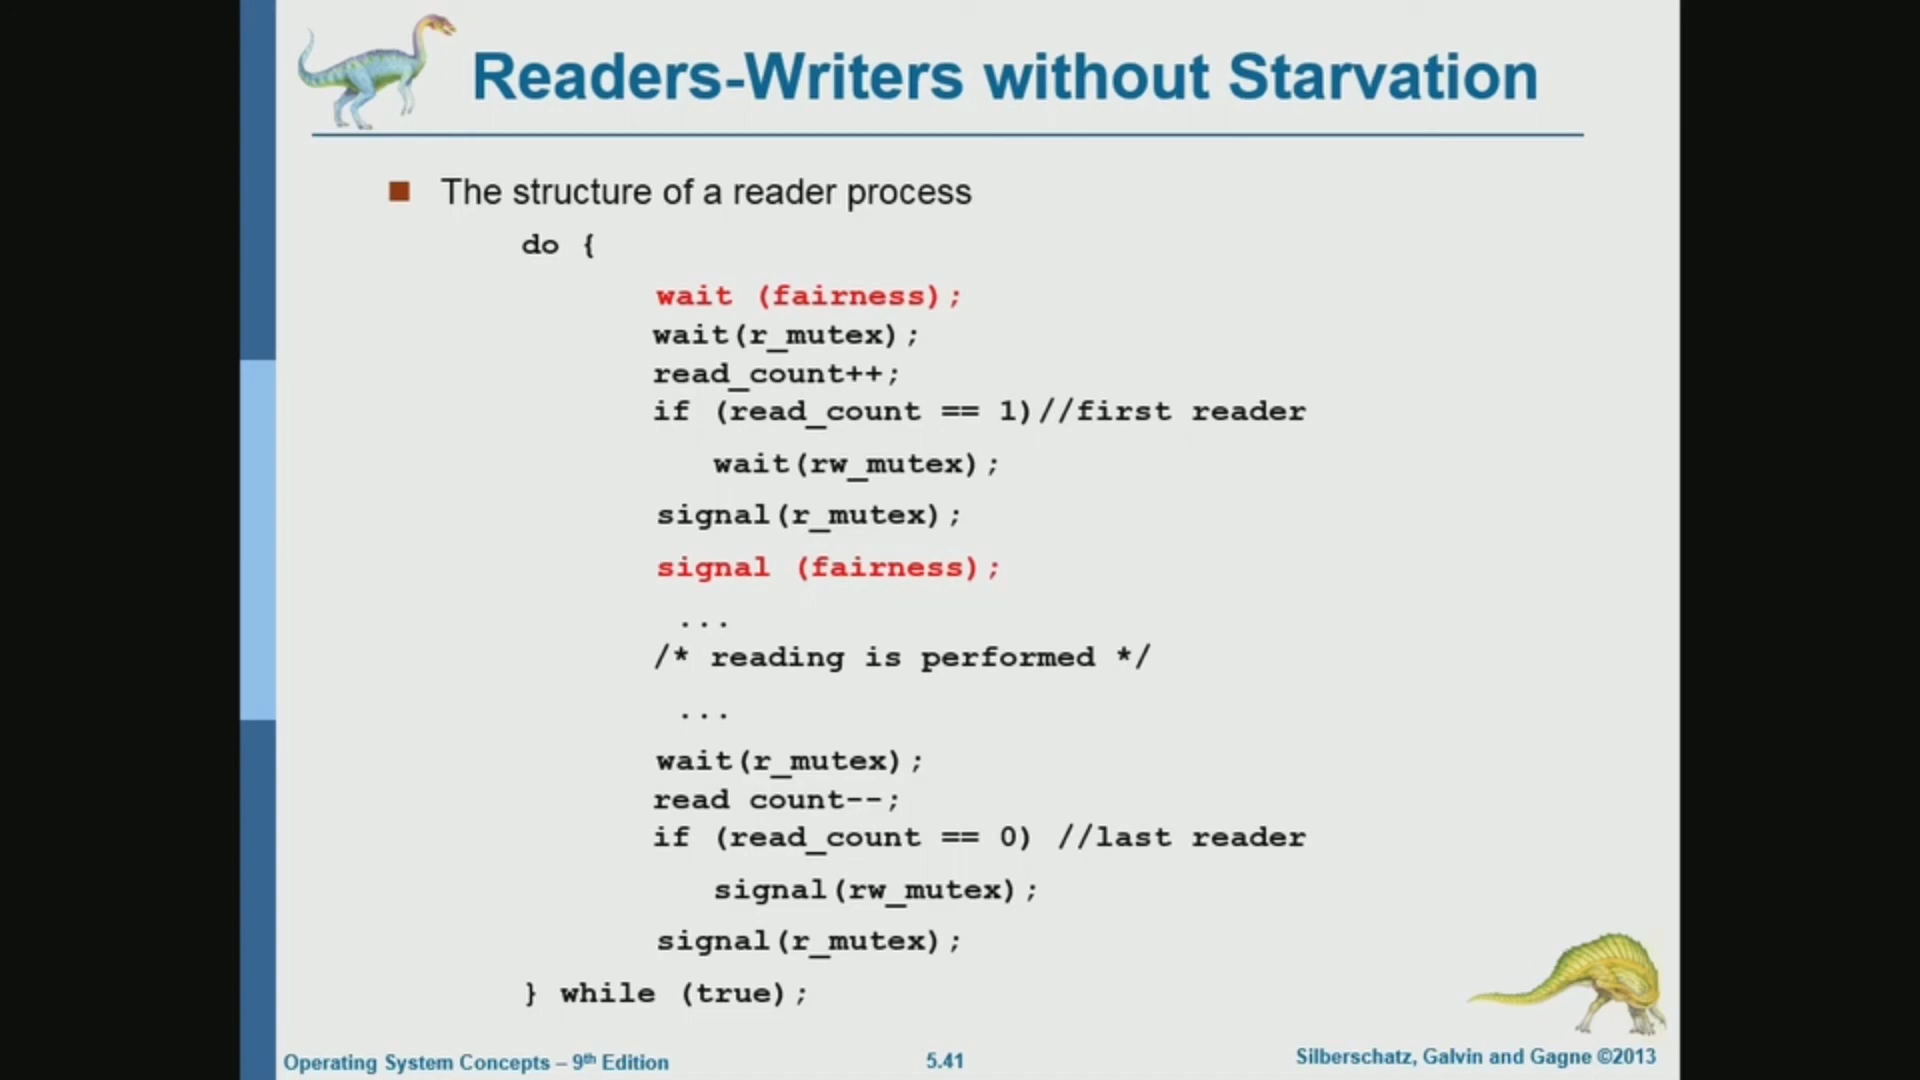 Readers-Writers without Starvation
The structure of a reader process
do {
wait (fairness);
wait(r_mutex);
read_count++;
if (read_count == 1)//first reader
wait(rw_mutex);
signal(r_mutex);
signal (fairness);
...
/* reading is performed */
...
wait(r_mutex);
read count--;
if (read_count == 0) //last reader
signal(rw_mutex);
signal(r_mutex);
} while (true);
Operating System Concepts – 9th Edition
5.41
Silberschatz, Galvin and Gagne ©2013